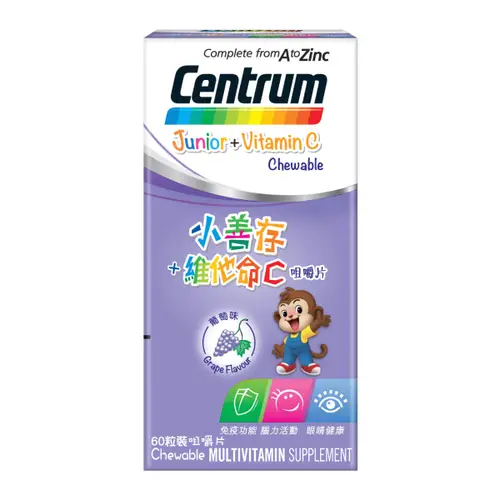 Complete from A to Zinc
Centrum
Junior + Vitamin C
Chewable
小善存
+維他命C咀嚼片
葡萄味
Grape Flavour
免疫功能 腦力活動 眼睛健康
60粒裝咀嚼片
Chewable MULTIVITAMIN SUPPLEMENT